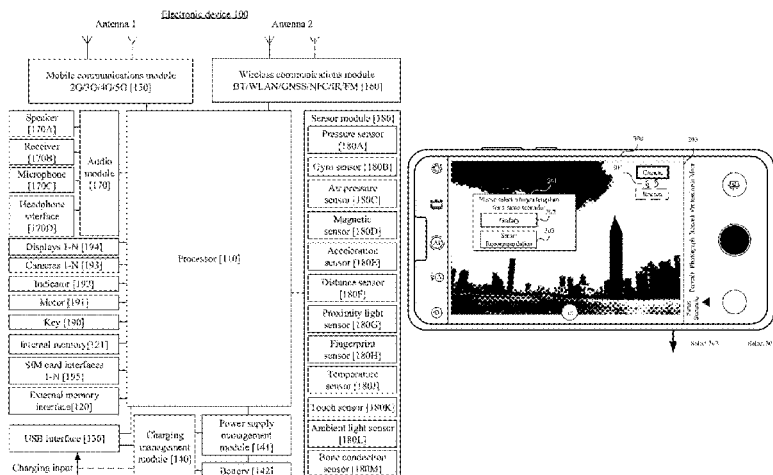 Electronic device 100
Antenna 1
Antenna 2
Mobile communications module
2G/3G/4G/5G [150]
Wireless communications module
BT/WLAN/GNSS/NFC/IR/FM [160]
Speaker
[170A]
Receiver
[170B]
Microphone
[170C]
Headphone
interface
[170D]
Audio
module
[170]
Displays 1-N [194]
Cameras 1-N [193]
Indicator [192]
Motor [191]
Key [190]
Internal memory[121]
SIM card interfaces
1-N [195]
External memory
interface[120]
USB interface [130]
Charging input
Processor [110]
Charging
management
module [140]
Power supply
management
module [141]
Battery [142]
Sensor module [180]
Pressure sensor
[180A]
Gyro sensor [180B]
Air pressure
sensor [180C]
Magnetic
sensor [180D]
Acceleration
sensor [180E]
Distance sensor
[180F]
Proximity light
sensor [180G]
Fingerprint
sensor [180H]
Temperature
sensor [180J]
Touch sensor [180K]
Ambient light sensor
[180L]
Bone conduction
sensor [180M]
Gallery
Smart
Recommendation
Portrait Photograph Network Professional More